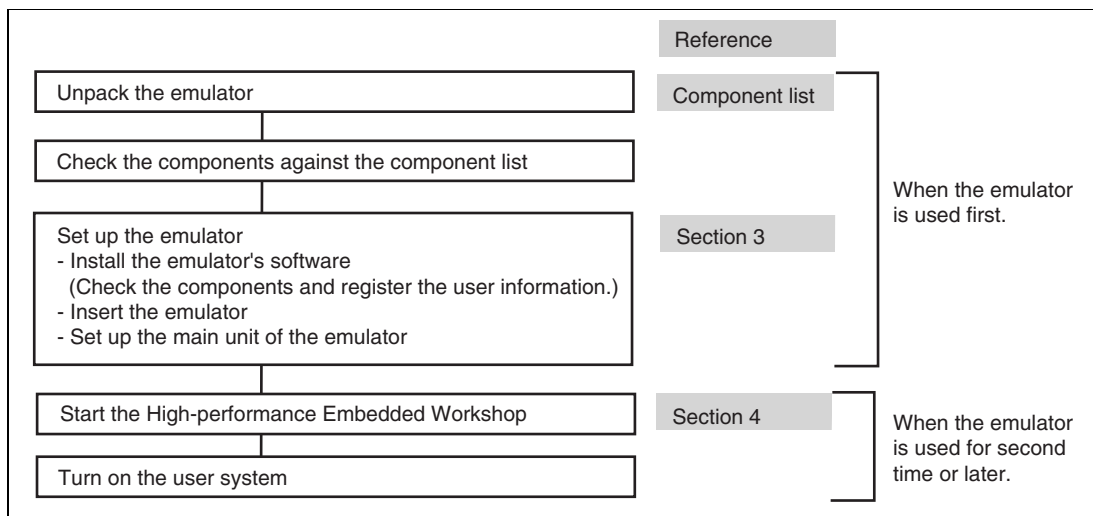 Reference
Unpack the emulator
Component list
Check the components against the component list
When the emulator
is used first.
Set up the emulator
- Install the emulator's software
(Check the components and register the user information.)
- Insert the emulator
- Set up the main unit of the emulator
Section 3
Start the High-performance Embedded Workshop
Section 4
Turn on the user system
When the emulator
is used for second
time or later.